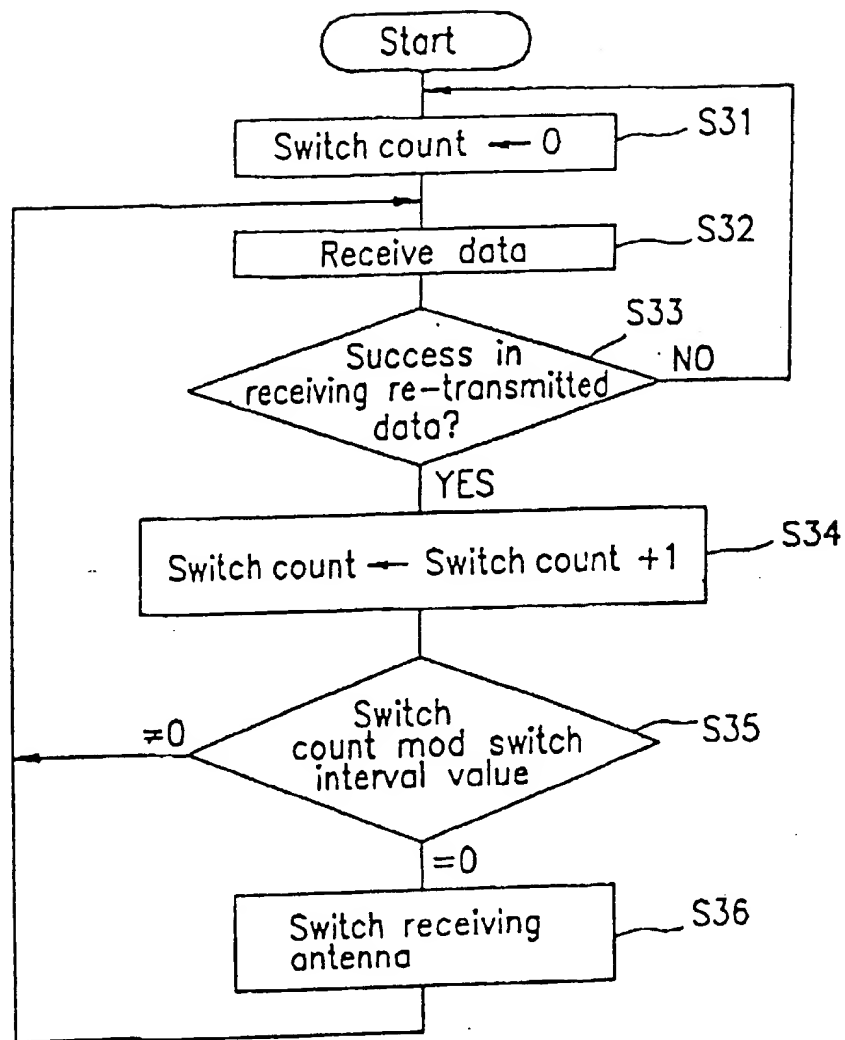 Start
Switch count ← 0
S31
Receive data
S32
S33
Success in
receiving re-transmitted
data?
NO
YES
Switch count ← Switch count +1
S34
Switch
count mod switch
interval value
S35
≠0
=0
Switch receiving
antenna
S36